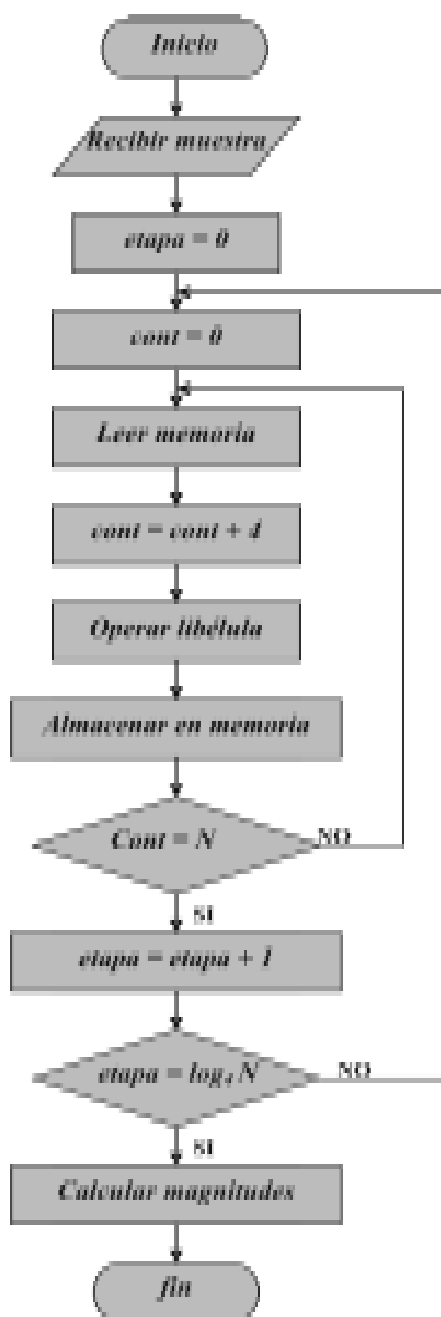 Inicio
Recibir muestra
etapa = 0
cont = 0
Leer memoria
cont = cont + 4
Operar libélula
Almacenar en memoria
Cont = N
NO
SI
etapa = etapa + 1
etapa = log₄ N
NO
SI
Calcular magnitudes
fin